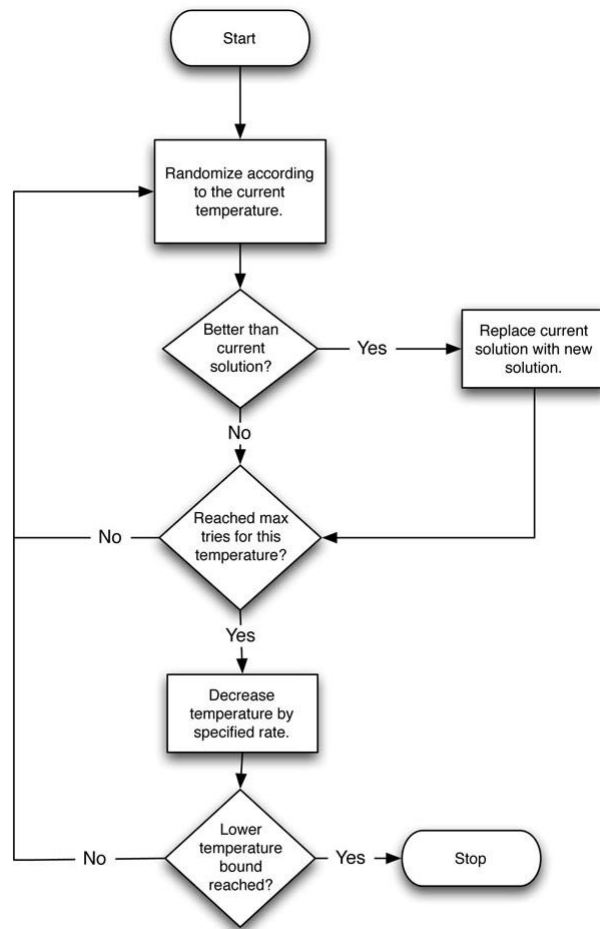 Start
Randomize according
to the current
temperature.
Better than
current
solution?
Yes
Replace current
solution with new
solution.
No
Reached max
tries for this
temperature?
No
Yes
Decrease
temperature by
specified rate.
Lower
temperature
bound
reached?
No
Yes
Stop